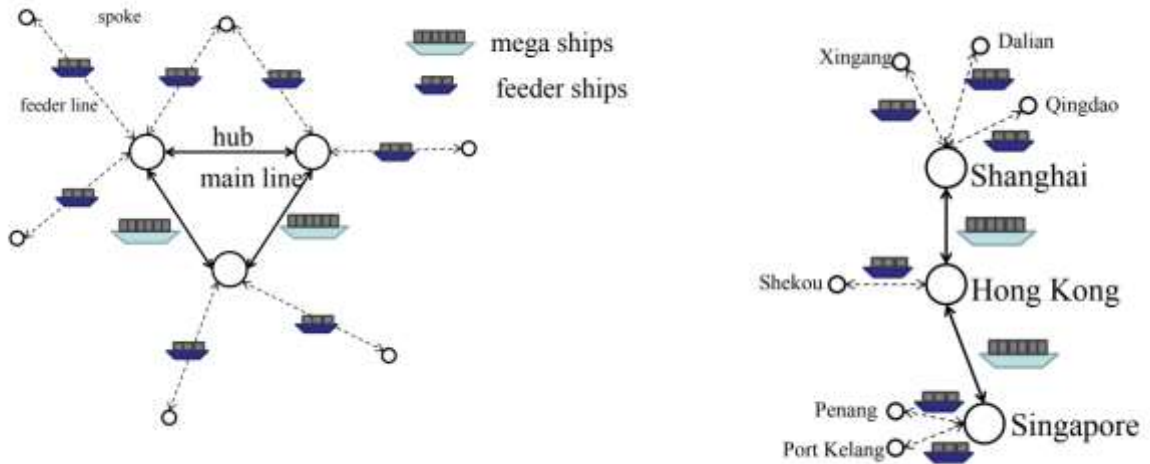 spoke
mega ships
feeder ships
feeder line
hub
main line
Xingang
Dalian
Qingdao
Shanghai
Shekou
Hong Kong
Penang
Port Kelang
Singapore